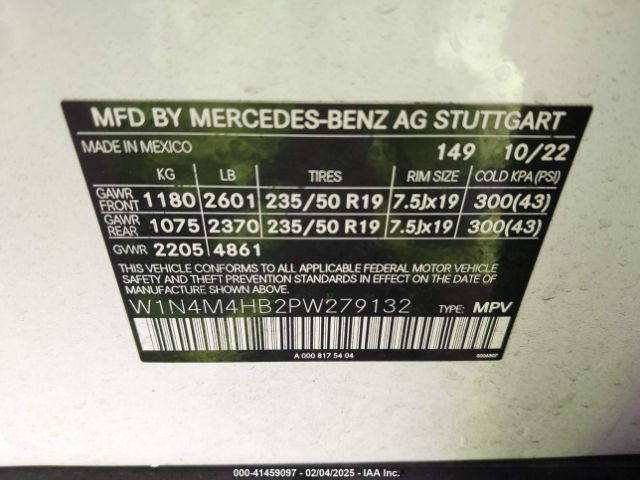 MFD BY MERCEDES-BENZ AG STUTTGART
MADE IN MEXICO 149 10/22
KG LB TIRES RIM SIZE COLD KPA(PSI)
GAWR FRONT 1180 2601 235/50 R19 7.5Jx19 300(43)
GAWR REAR 1075 2370 235/50 R19 7.5Jx19 300(43)
GVWR 2205 4861
THIS VEHICLE CONFORMS TO ALL APPLICABLE FEDERAL MOTOR VEHICLE
SAFETY AND THEFT PREVENTION STANDARDS IN EFFECT ON THE DATE OF
MANUFACTURE SHOWN ABOVE.
W1N4M4HB2PW279132 TYPE: MPV
A 000 817 54 04
000-41459097 - 02/04/2025 - IAA Inc.